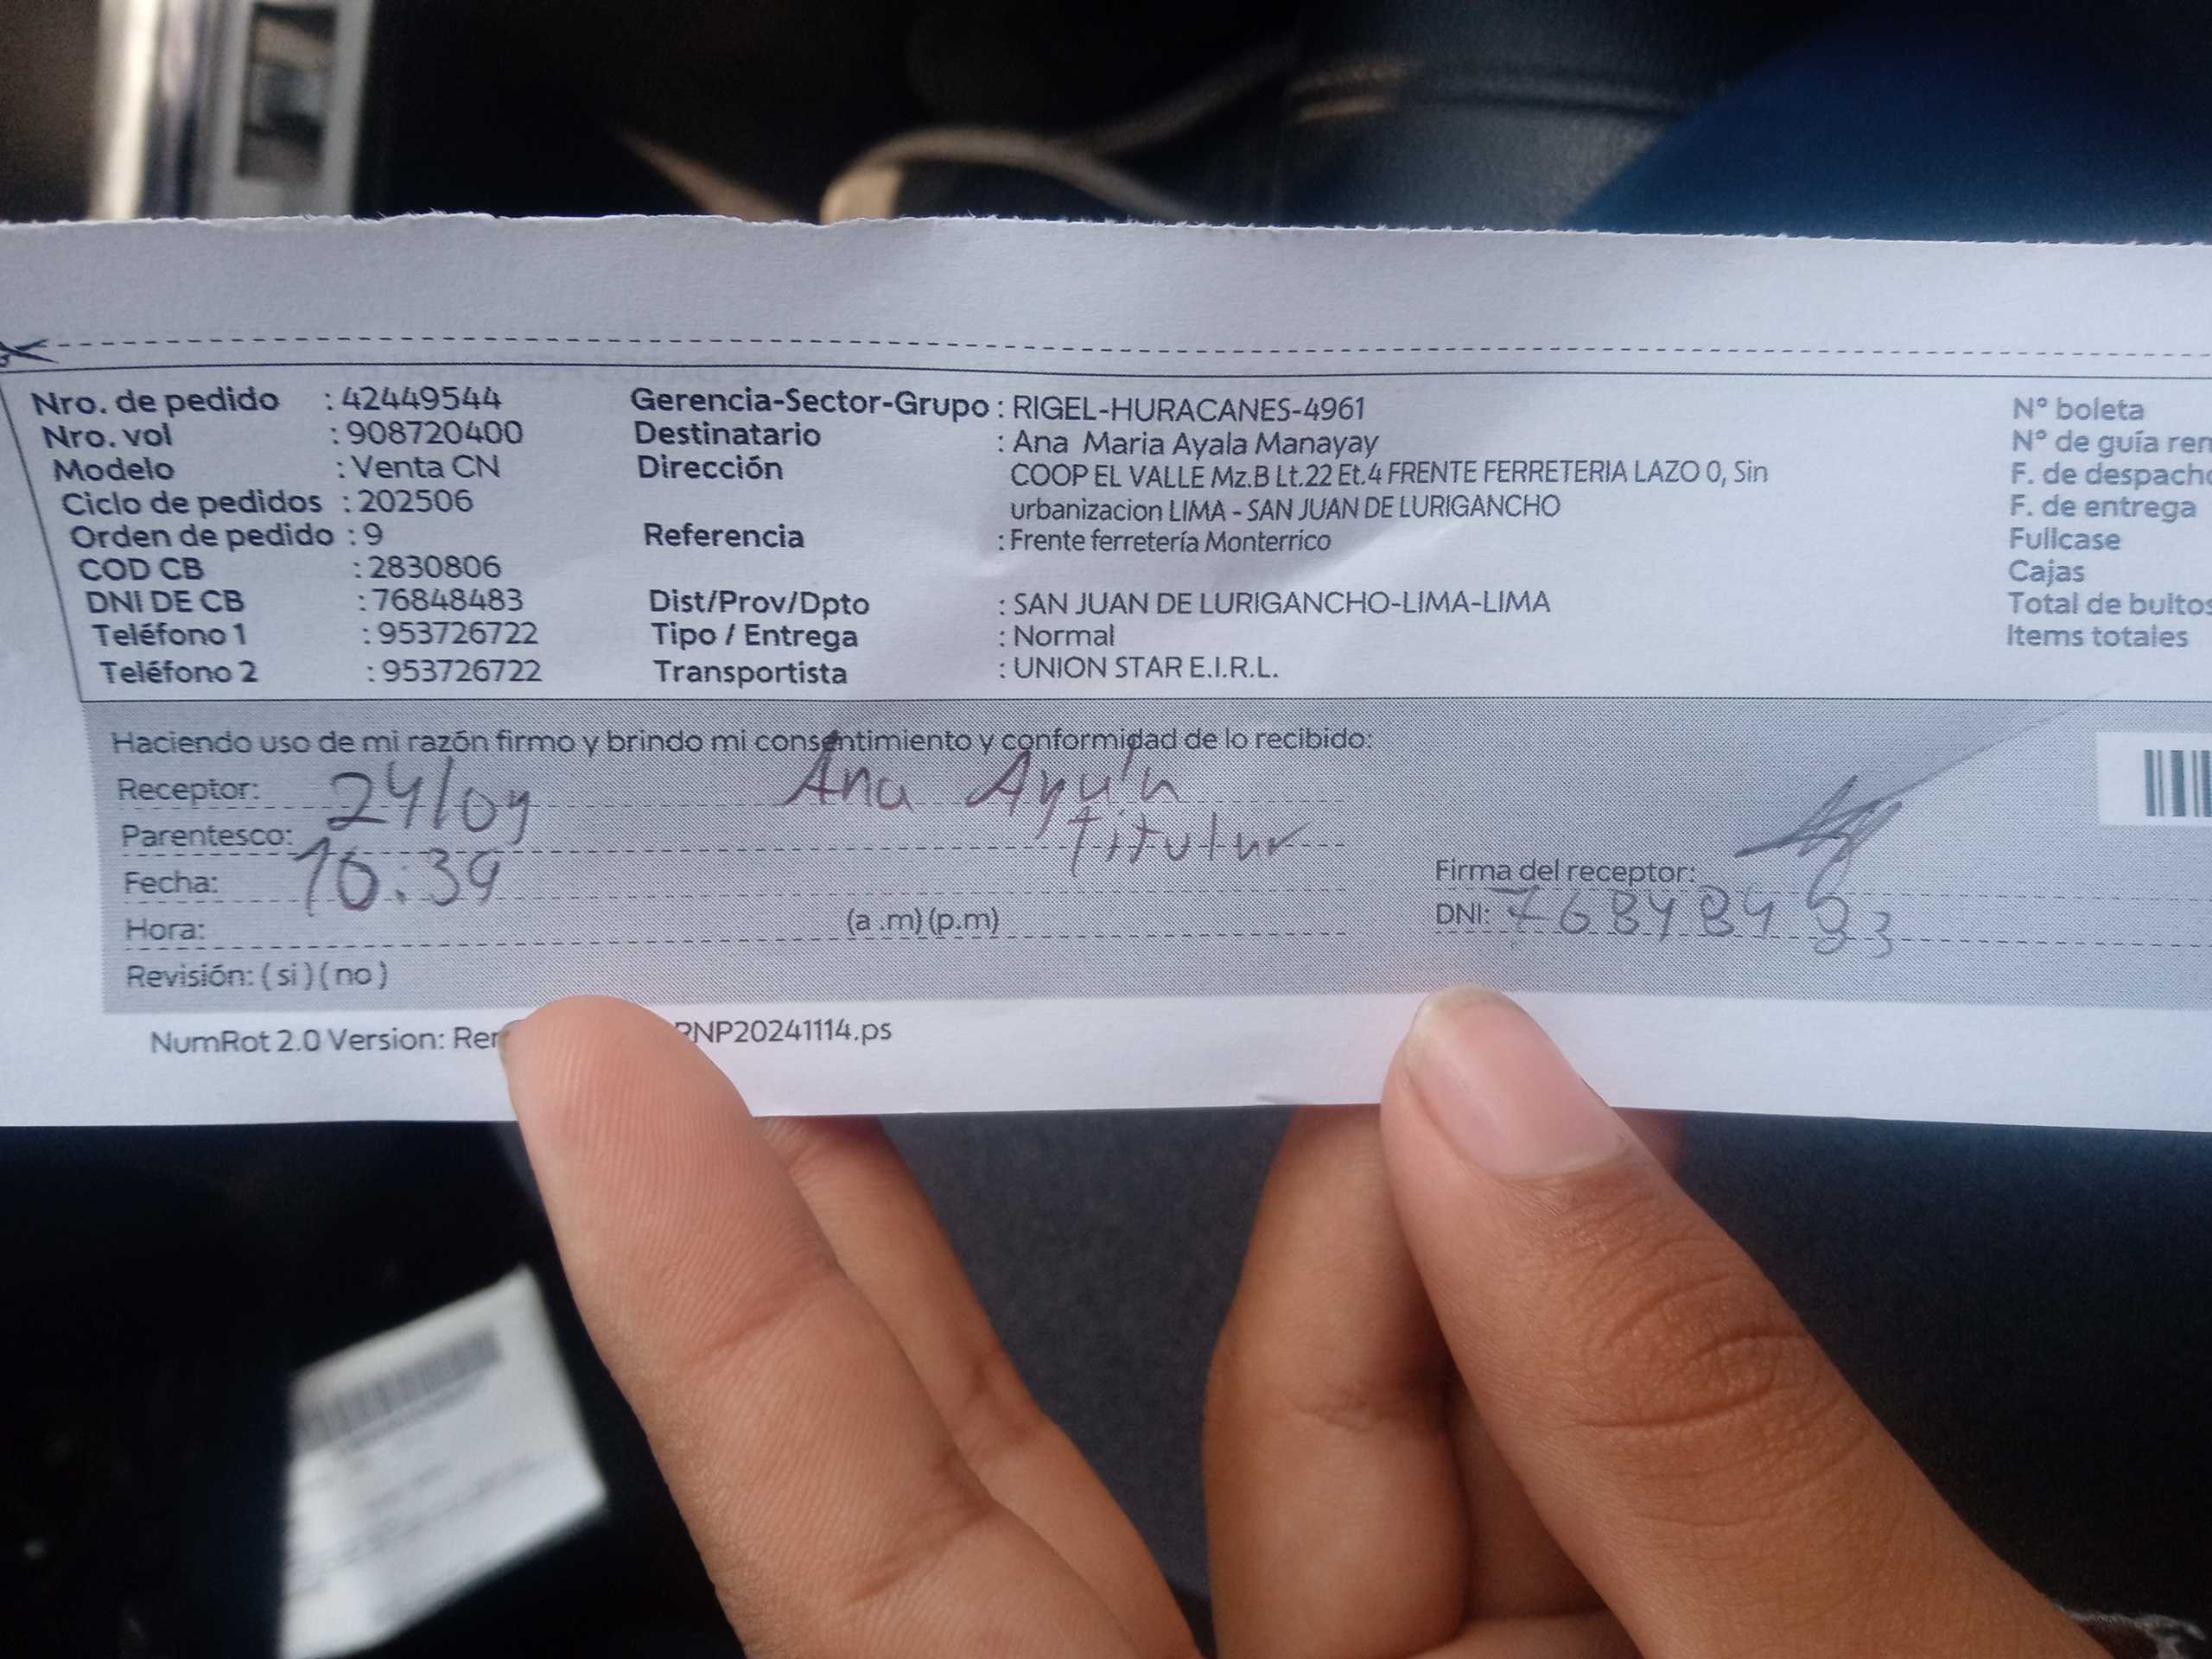 Nro. de pedido : 42449544 Gerencia-Sector-Grupo : RIGEL-HURACANES-4961 N° boleta
Nro. vol : 908720400 Destinatario : Ana Maria Ayala Manayay N° de guía rem
Modelo : Venta CN Dirección COOP EL VALLE Mz.B Lt.22 Et.4 FRENTE FERRETERIA LAZO 0, Sin F. de despacho
Ciclo de pedidos : 202506 urbanizacion LIMA - SAN JUAN DE LURIGANCHO F. de entrega
Orden de pedido : 9 Referencia : Frente ferretería Monterrico Fullcase
COD CB : 2830806 Cajas
DNI DE CB : 76848483 Dist/Prov/Dpto : SAN JUAN DE LURIGANCHO-LIMA-LIMA Total de bultos
Teléfono 1 : 953726722 Tipo / Entrega : Normal Items totales
Teléfono 2 : 953726722 Transportista : UNION STAR E.I.R.L.
Haciendo uso de mi razón firmo y brindo mi consentimiento y conformidad de lo recibido:
Receptor: 24/04 Ana Ayala
Parentesco: titular
Fecha: 10:39 Firma del receptor:
Hora: (a .m) (p.m) DNI: 76848483
Revisión: ( si ) ( no )
NumRot 2.0 Version: Rem RNP20241114.ps